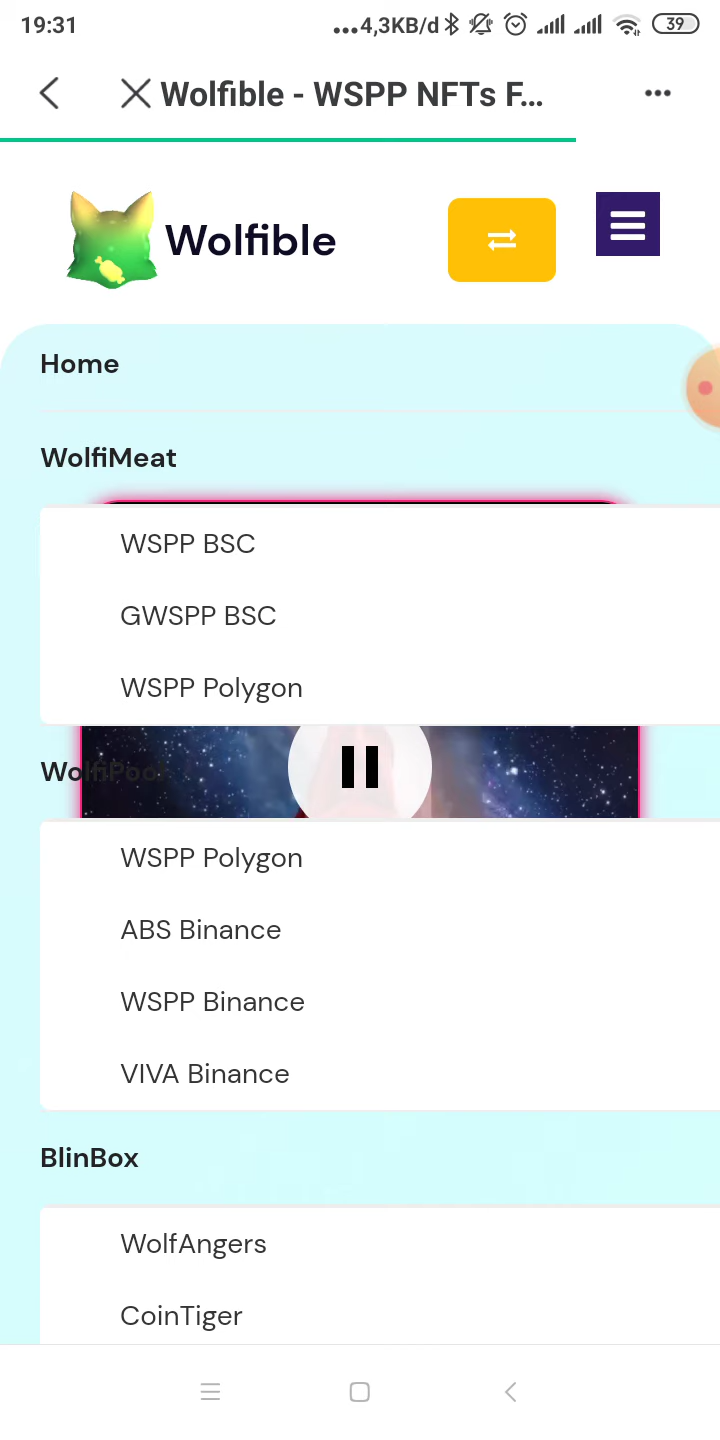 19:31
...4,3KB/d
39
Wolfible - WSPP NFTs F...
Wolfible
Home
WolfiMeat
WSPP BSC
GWSPP BSC
WSPP Polygon
WolfiPool
WSPP Polygon
ABS Binance
WSPP Binance
VIVA Binance
BlinBox
WolfAngers
CoinTiger